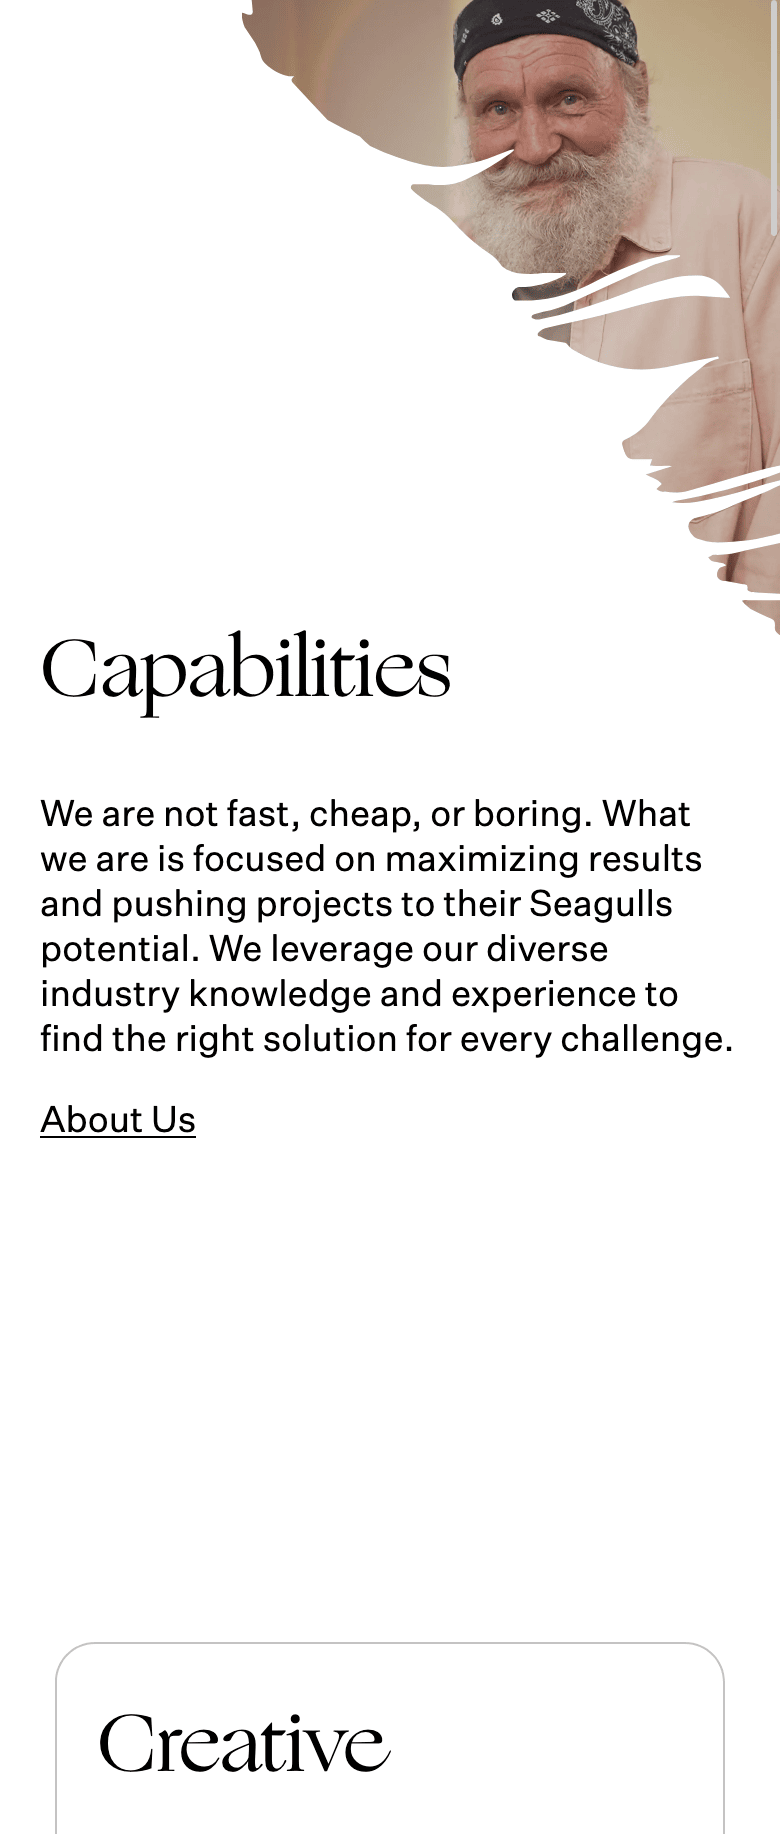 Capabilities
We are not fast, cheap, or boring. What
we are is focused on maximizing results
and pushing projects to their Seagulls
potential. We leverage our diverse
industry knowledge and experience to
find the right solution for every challenge.
About Us
Creative